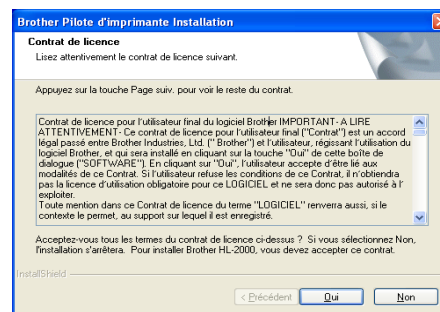 Brother Pilote d'imprimante Installation
Contrat de licence
Lisez attentivement le contrat de licence suivant.
Appuyez sur la touche Page suiv. pour voir le reste du contrat.
Contrat de licence pour l'utilisateur final du logiciel Brother IMPORTANT- A LIRE
ATTENTIVEMENT- Ce contrat de licence pour l'utilisateur final ("Contrat") est un accord
légal passé entre Brother Industries, Ltd. (" Brother") et l'utilisateur, régissant l'utilisation du
logiciel Brother, et qui sera installé en cliquant sur la touche "Oui" de cette boîte de
dialogue ("SOFTWARE"). En cliquant sur "Oui", l'utilisateur accepte d'être lié aux
modalités de ce Contrat. Si l'utilisateur refuse les conditions de ce Contrat, il n'obtiendra
pas la licence d'utilisation obligatoire pour ce LOGICIEL et ne sera donc pas autorisé à l'
exploiter.
Toute mention dans ce Contrat de licence du terme "LOGICIEL" renverra aussi, si le
contexte le permet, au support sur lequel il est enregistré.
Acceptez-vous tous les termes du contrat de licence ci-dessus ? Si vous sélectionnez Non,
l'installation s'arrêtera. Pour installer Brother HL-2000, vous devez accepter ce contrat.
InstallShield
< Précédent
Oui
Non